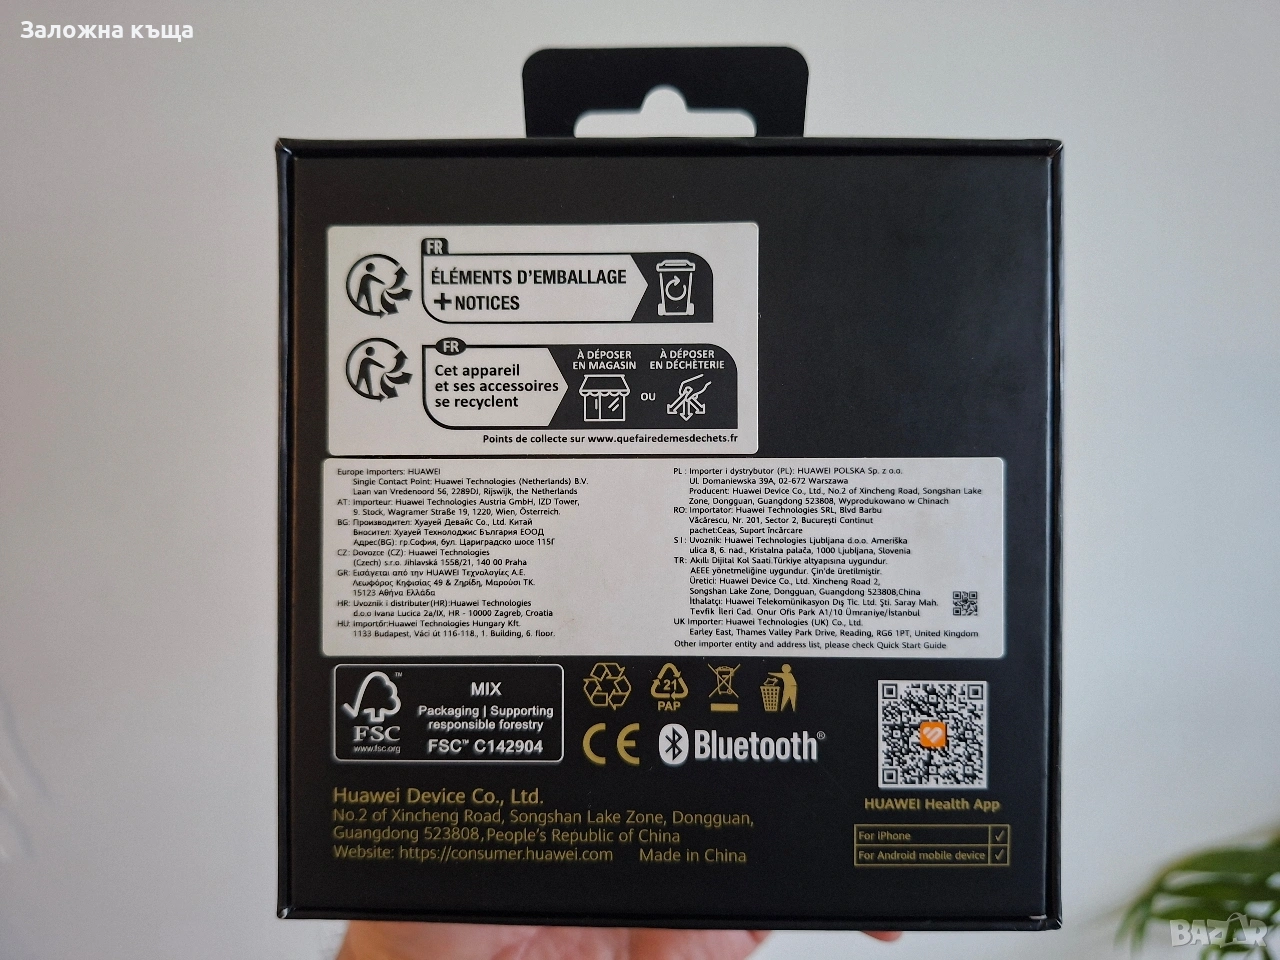 Заложна къща
FR
ÉLÉMENTS D'EMBALLAGE
+NOTICES
FR
Cet appareil
et ses accessoires
se recyclent
À DÉPOSER
EN MAGASIN
OU
À DÉPOSER
EN DÉCHÈTERIE
Points de collecte sur www.quefairedemesdechets.fr
Europe Importers: HUAWEI
Single Contact Point: Huawei Technologies (Netherlands) B.V.
Laan van Vredenoord 56, 2289DJ, Rijswijk, the Netherlands
AT: Importeur: Huawei Technologies Austria GmbH, IZD Tower,
9. Stock, Wagramer Straße 19, 1220, Wien, Österreich.
BG: Производител: Хуауей Девайс Co., Ltd. Китай
Вносител: Хуауей Технолоджис България ЕООД
Адрес(BG): гр.София, бул. Цариградско шосе 115Г
CZ: Dovozce (CZ): Huawei Technologies
(Czech) s.r.o. Jihlavská 1558/21, 140 00 Praha
GR: Εισάγεται από την HUAWEI Τεχνολογίες Α.Ε.
Λεωφόρος Κηφισίας 49 & Ζηρίδη, Μαρούσι ΤΚ.
15123 Αθήνα Ελλάδα
HR: Uvoznik i distributer(HR):Huawei Technologies
d.o.o Ivana Lucica 2a/IX, HR - 10000 Zagreb, Croatia
HU: Importőr:Huawei Technologies Hungary Kft.
1133 Budapest, Váci út 116-118., 1. Building, 6. floor.
PL: Importer i dystrybutor (PL): HUAWEI POLSKA Sp. z o.o.
Ul. Domaniewska 39A, 02-672 Warszawa
Producent: Huawei Device Co., Ltd., No.2 of Xincheng Road, Songshan Lake
Zone, Dongguan, Guangdong 523808, Wyprodukowano w Chinach
RO: Importator: Huawei Technologies SRL, Blvd Barbu
Văcărescu, Nr. 201, Sector 2, Bucureşti Continut
pachet:Ceas, Suport încărcare
SI: Uvoznik: Huawei Technologies Ljubljana d.o.o. Ameriška
ulica 8, 6. nad., Kristalna palača, 1000 Ljubljana, Slovenia
TR: Akıllı Dijital Kol Saati.Türkiye altyapısına uygundur.
AEEE yönetmeliğine uygundur. Çin'de üretilmiştir.
Üretici: Huawei Device Co., Ltd. Xincheng Road 2,
Songshan Lake Zone, Dongguan, Guangdong 523808,China
İthalatçı: Huawei Telekomünikasyon Dış Tic. Ltd. Şti. Saray Mah.
Tevfik İleri Cad. Onur Ofis Park A1/10 Ümraniye/İstanbul
UK Importer: Huawei Technologies (UK) Co., Ltd.
Earley East, Thames Valley Park Drive, Reading, RG6 1PT, United Kingdom
Other importer entity and address list, please check Quick Start Guide
FSC
www.fsc.org
MIX
Packaging | Supporting
responsible forestry
FSC™ C142904
21
PAP
CE
Bluetooth®
HUAWEI Health App
For iPhone ✓
For Android mobile device ✓
Huawei Device Co., Ltd.
No.2 of Xincheng Road, Songshan Lake Zone, Dongguan,
Guangdong 523808,People's Republic of China
Website: https://consumer.huawei.com Made in China
BAZAR